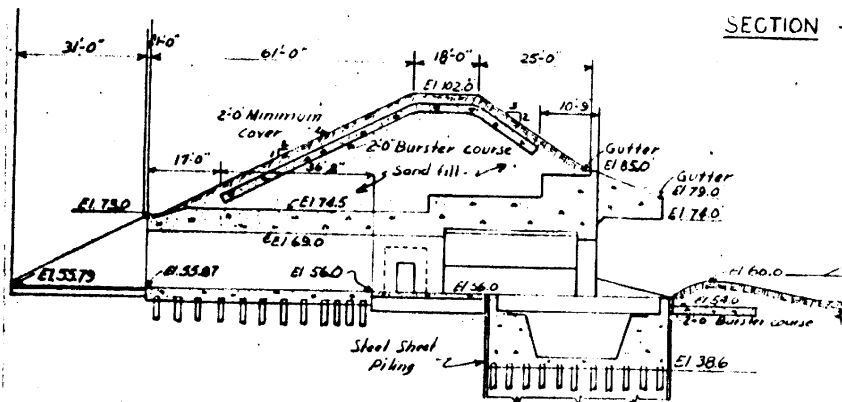 SECTION
31'-0"
1'-0"
61'-0"
18'-0"
25'-0"
El 102.0
10'-9
2'-0 Minimum
cover
2'-0 Burster course
17'-0"
36'-8"
Sand fill
Gutter
El 85.0
Gutter
El 79.0
El 74.0
El. 73.0
El 74.5
El 69.0
El. 55.79
El. 55.87
El 56.0
El 56.0
El 60.0
El 54.0
2'-0 Burster course
Steel Sheet
Piling
El 38.6